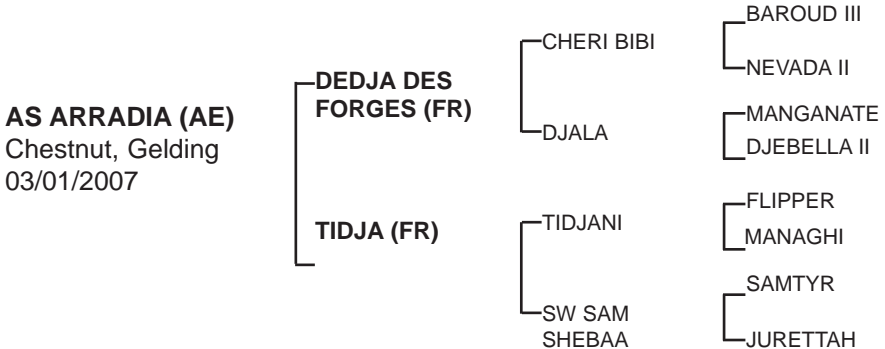 AS ARRADIA (AE)
Chestnut, Gelding
03/01/2007
DEDJA DES
FORGES (FR)
TIDJA (FR)
CHERI BIBI
DJALA
TIDJANI
SW SAM
SHEBAA
BAROUD III
NEVADA II
MANGANATE
DJEBELLA II
FLIPPER
MANAGHI
SAMTYR
JURETTAH